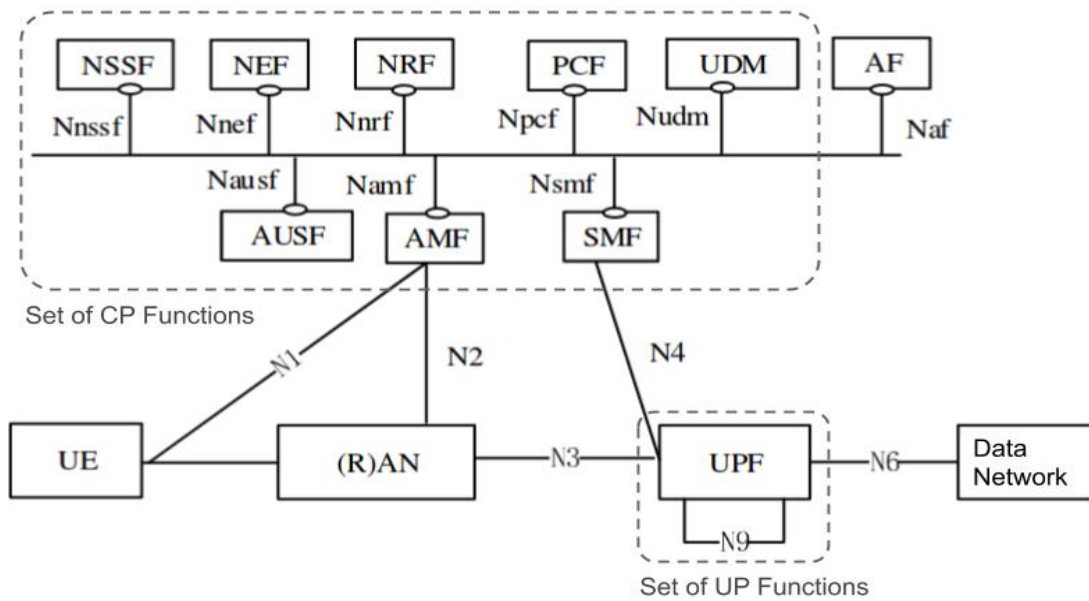 NSSF
NEF
NRF
PCF
UDM
AF
Nnssf
Nnef
Nnrf
Npcf
Nudm
Naf
Nausf
Namf
Nsmf
AUSF
AMF
SMF
Set of CP Functions
N1
N2
N4
UE
(R)AN
N3
UPF
N6
Data
Network
N9
Set of UP Functions